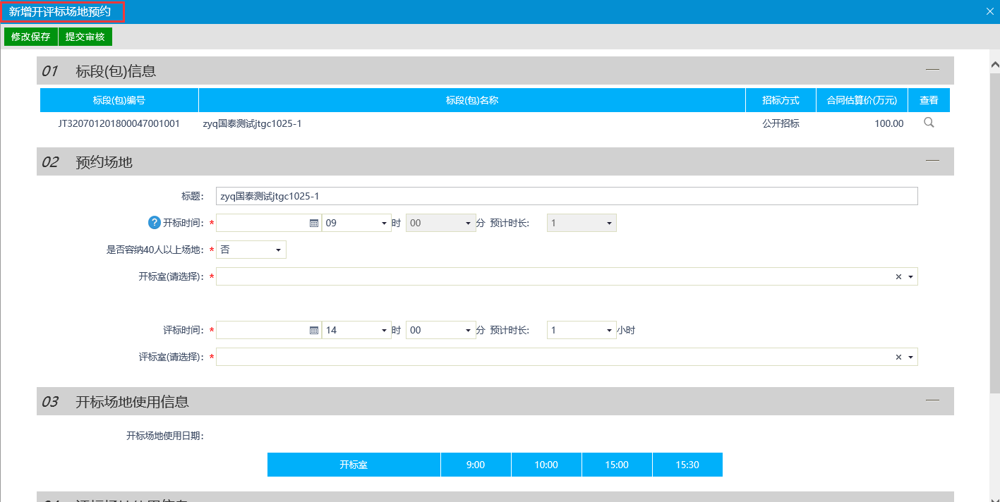 新增开评标场地预约
修改保存 提交审核
01 标段(包)信息
标段(包)编号 标段(包)名称 招标方式 合同估算价(万元) 查看
JT320701201800047001001 zyq国泰测试jtgc1025-1 公开招标 100.00
02 预约场地
标题： zyq国泰测试jtgc1025-1
? 开标时间： * 09 时 00 分 预计时长： 1
是否容纳40人以上场地： * 否
开标室(请选择)： *
评标时间： * 14 时 00 分 预计时长： 1 小时
评标室(请选择)： *
03 开标场地使用信息
开标场地使用日期：
开标室 9:00 10:00 15:00 15:30